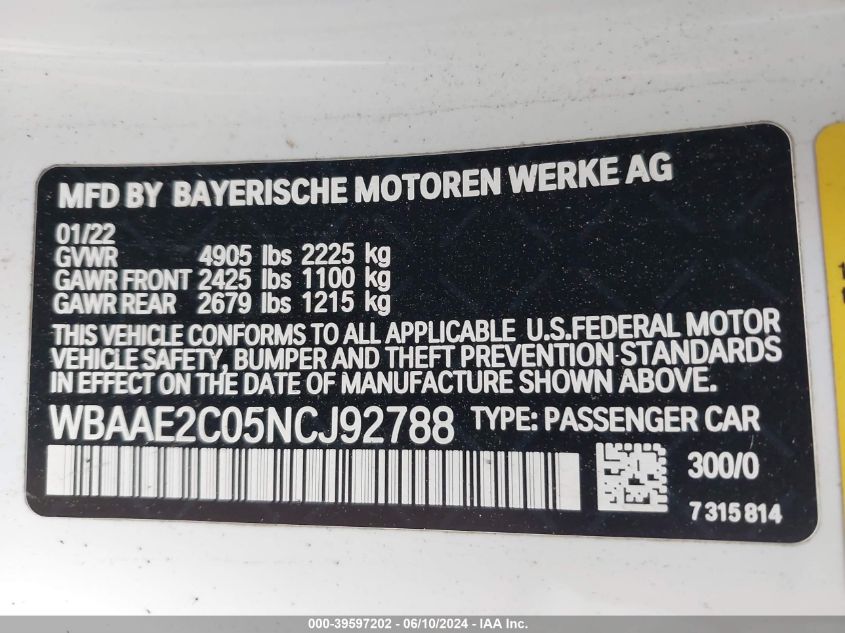 MFD BY BAYERISCHE MOTOREN WERKE AG
01/22
GVWR 4905 lbs 2225 kg
GAWR FRONT 2425 lbs 1100 kg
GAWR REAR 2679 lbs 1215 kg
THIS VEHICLE CONFORMS TO ALL APPLICABLE U.S.FEDERAL MOTOR
VEHICLE SAFETY, BUMPER AND THEFT PREVENTION STANDARDS
IN EFFECT ON THE DATE OF MANUFACTURE SHOWN ABOVE.
WBAAE2C05NCJ92788 TYPE: PASSENGER CAR
300/0
7 315 814
000-39597202 - 06/10/2024 - IAA Inc.